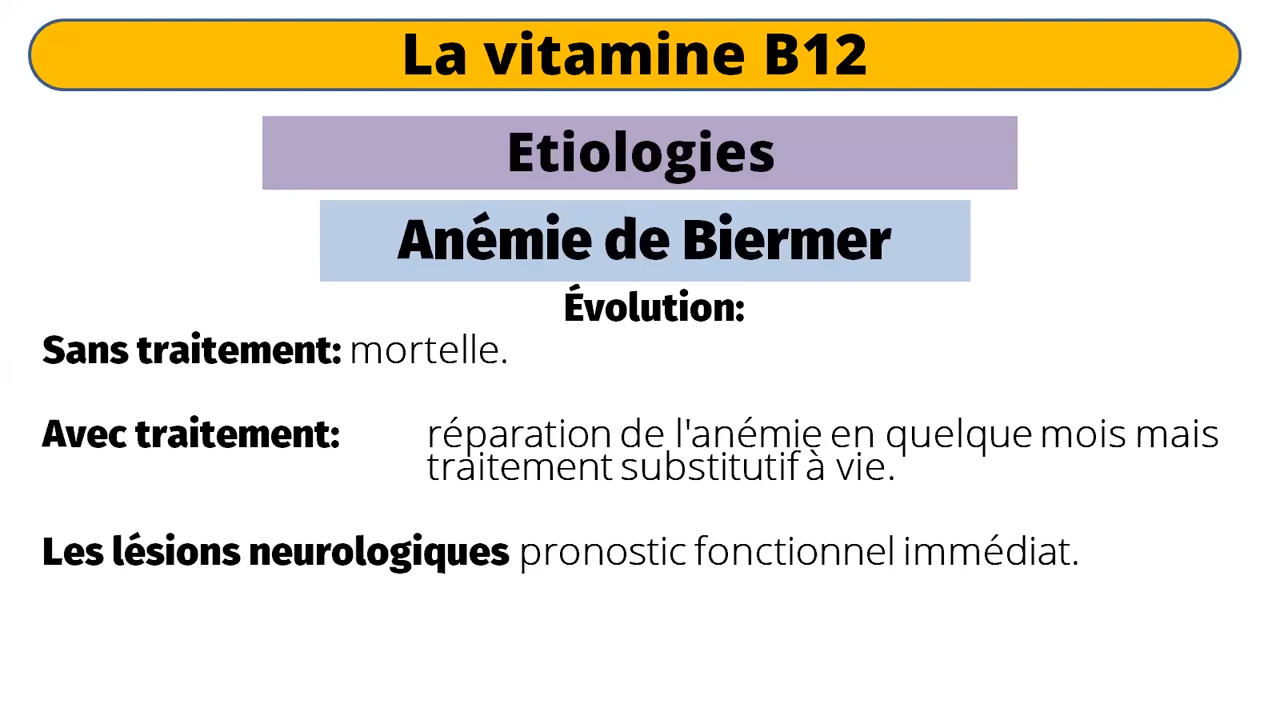 La vitamine B12
Etiologies
Anémie de Biermer
Évolution:
Sans traitement: mortelle.
Avec traitement: réparation de l'anémie en quelque mois mais
traitement substitutif à vie.
Les lésions neurologiques pronostic fonctionnel immédiat.